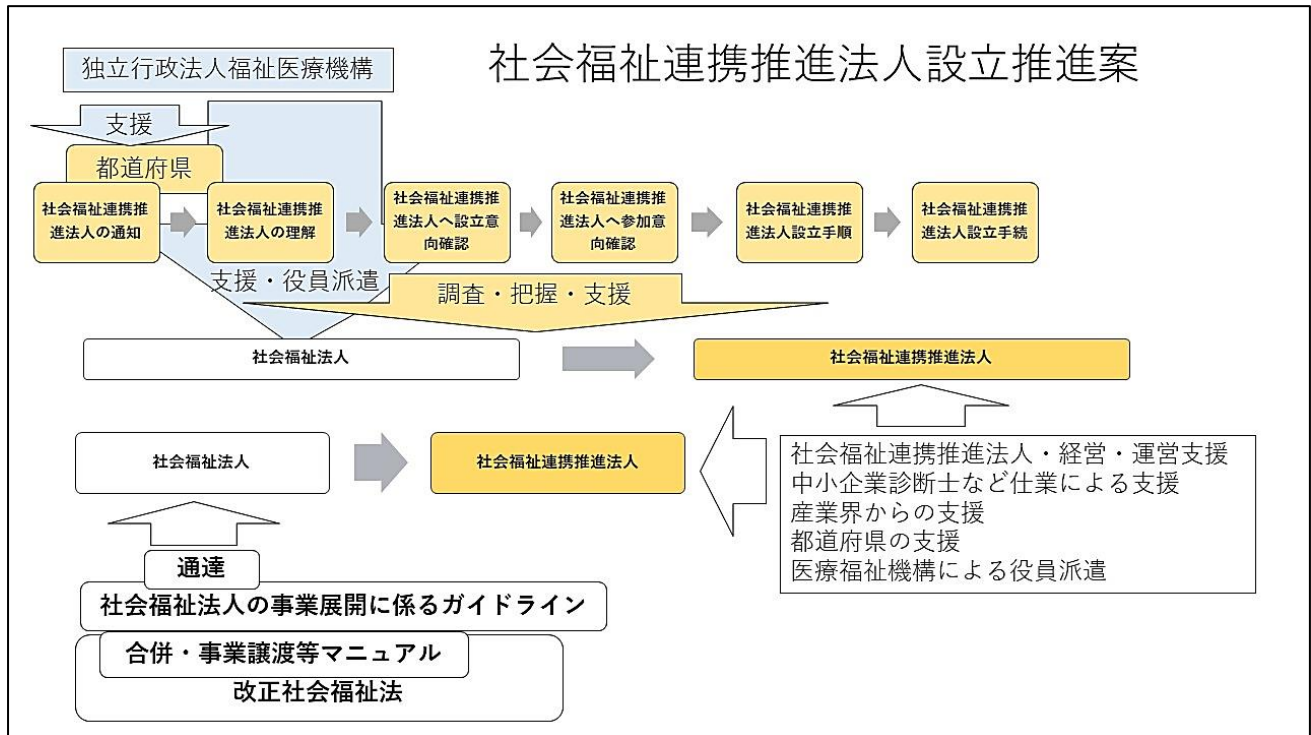 社会福祉連携推進法人設立推進案
独立行政法人福祉医療機構
支援
都道府県
社会福祉連携推
進法人の通知
社会福祉連携推
進法人の理解
社会福祉連携推
進法人へ設立意
向確認
社会福祉連携推
進法人へ参加意
向確認
社会福祉連携推
進法人設立手順
社会福祉連携推
進法人設立手続
支援・役員派遣
調査・把握・支援
社会福祉法人
社会福祉連携推進法人
社会福祉法人
社会福祉連携推進法人
社会福祉連携推進法人・経営・運営支援
中小企業診断士など仕業による支援
産業界からの支援
都道府県の支援
医療福祉機構による役員派遣
通達
社会福祉法人の事業展開に係るガイドライン
合併・事業譲渡等マニュアル
改正社会福祉法